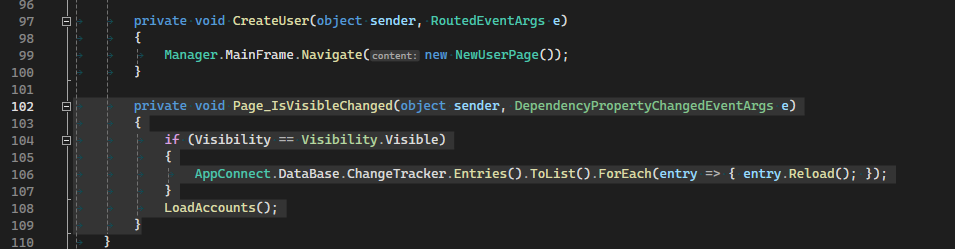 96
97 private void CreateUser(object sender, RoutedEventArgs e)
98 {
99 Manager.MainFrame.Navigate(content: new NewUserPage());
100 }
101
102 private void Page_IsVisibleChanged(object sender, DependencyPropertyChangedEventArgs e)
103 {
104 if (Visibility == Visibility.Visible)
105 {
106 AppConnect.DataBase.ChangeTracker.Entries().ToList().ForEach(entry => { entry.Reload(); });
107 }
108 LoadAccounts();
109 }
110 }